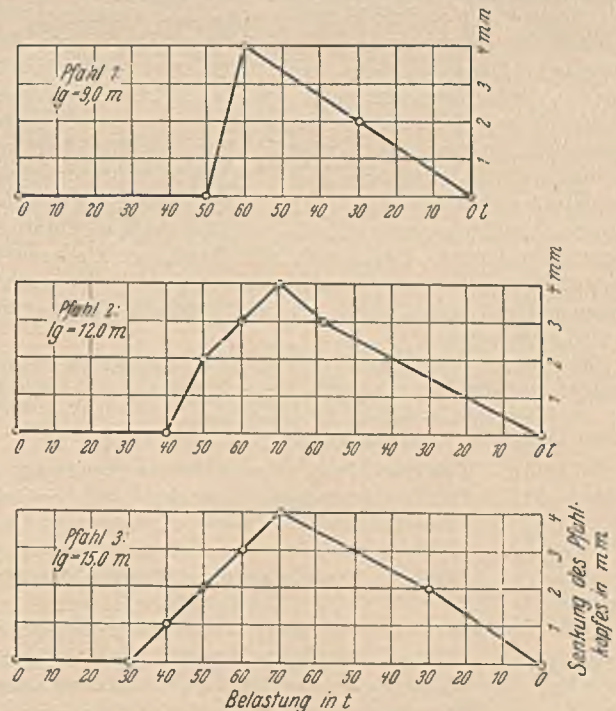 Pfahl 1:
lg=9,0 m
4 mm
3
2
1
0 10 20 30 40 50 60 50 40 30 20 10 0 t
Pfahl 2:
lg=12,0 m
4 mm
3
2
1
0 10 20 30 40 50 60 70 60 50 40 30 20 10 0 t
Pfahl 3:
lg=15,0 m
4
3
2
1
0 10 20 30 40 50 60 70 60 50 40 30 20 10 0
Belastung in t
Senkung des Pfahl-
kopfes in mm